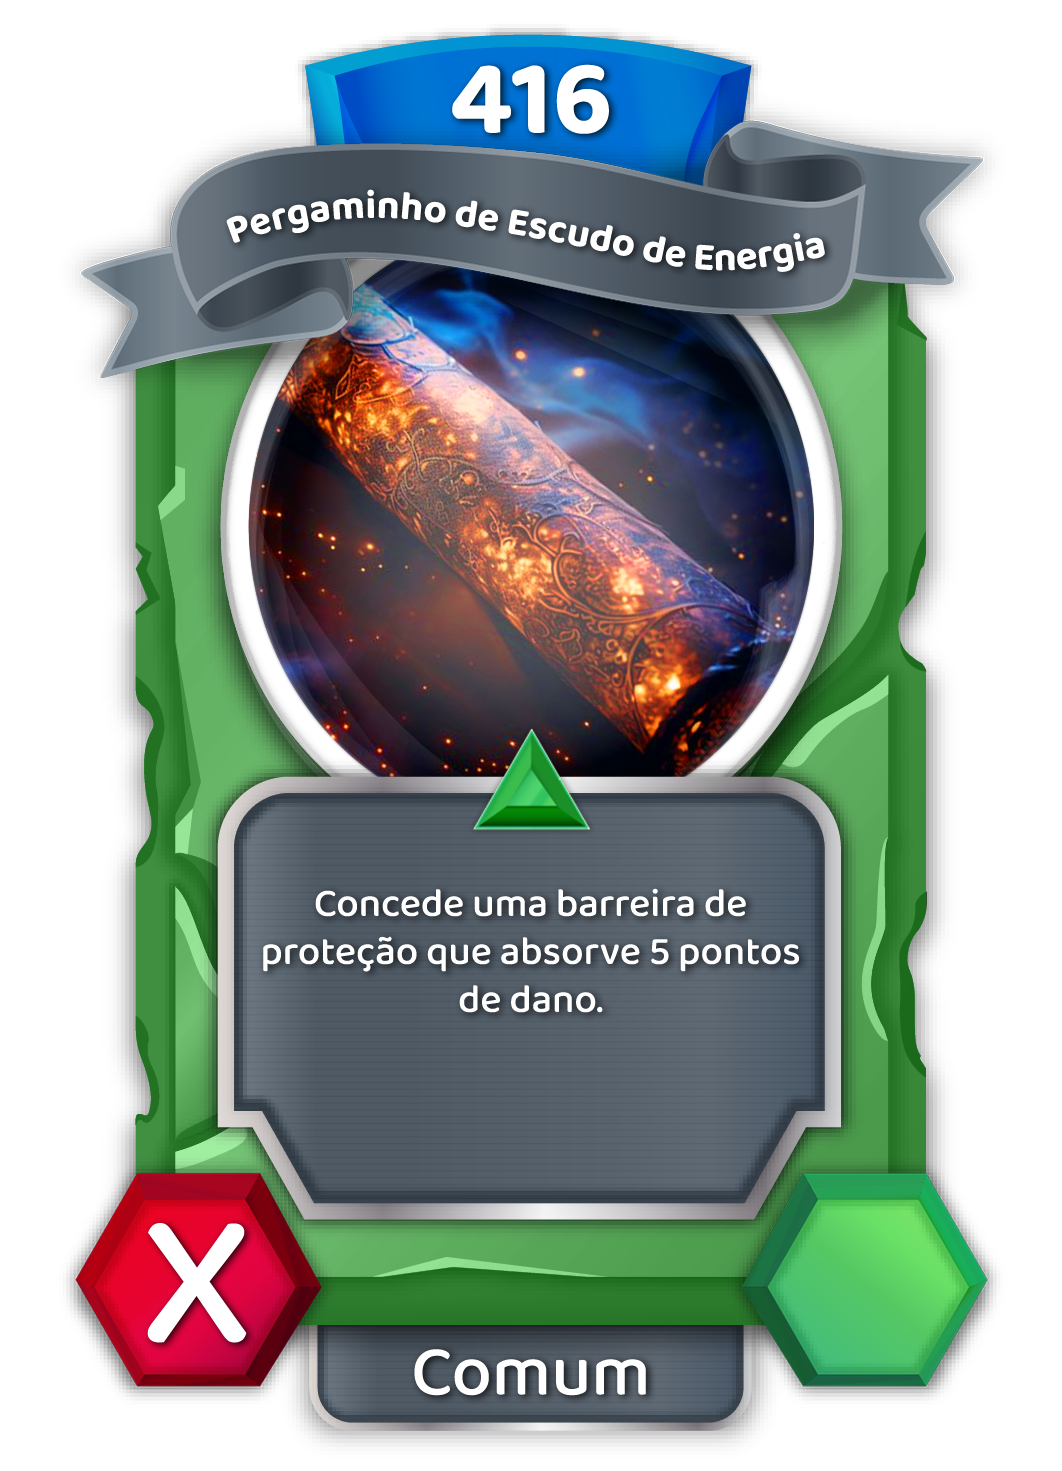 416
Pergaminho de Escudo de Energia
Concede uma barreira de
proteção que absorve 5 pontos
de dano.
X
Comum